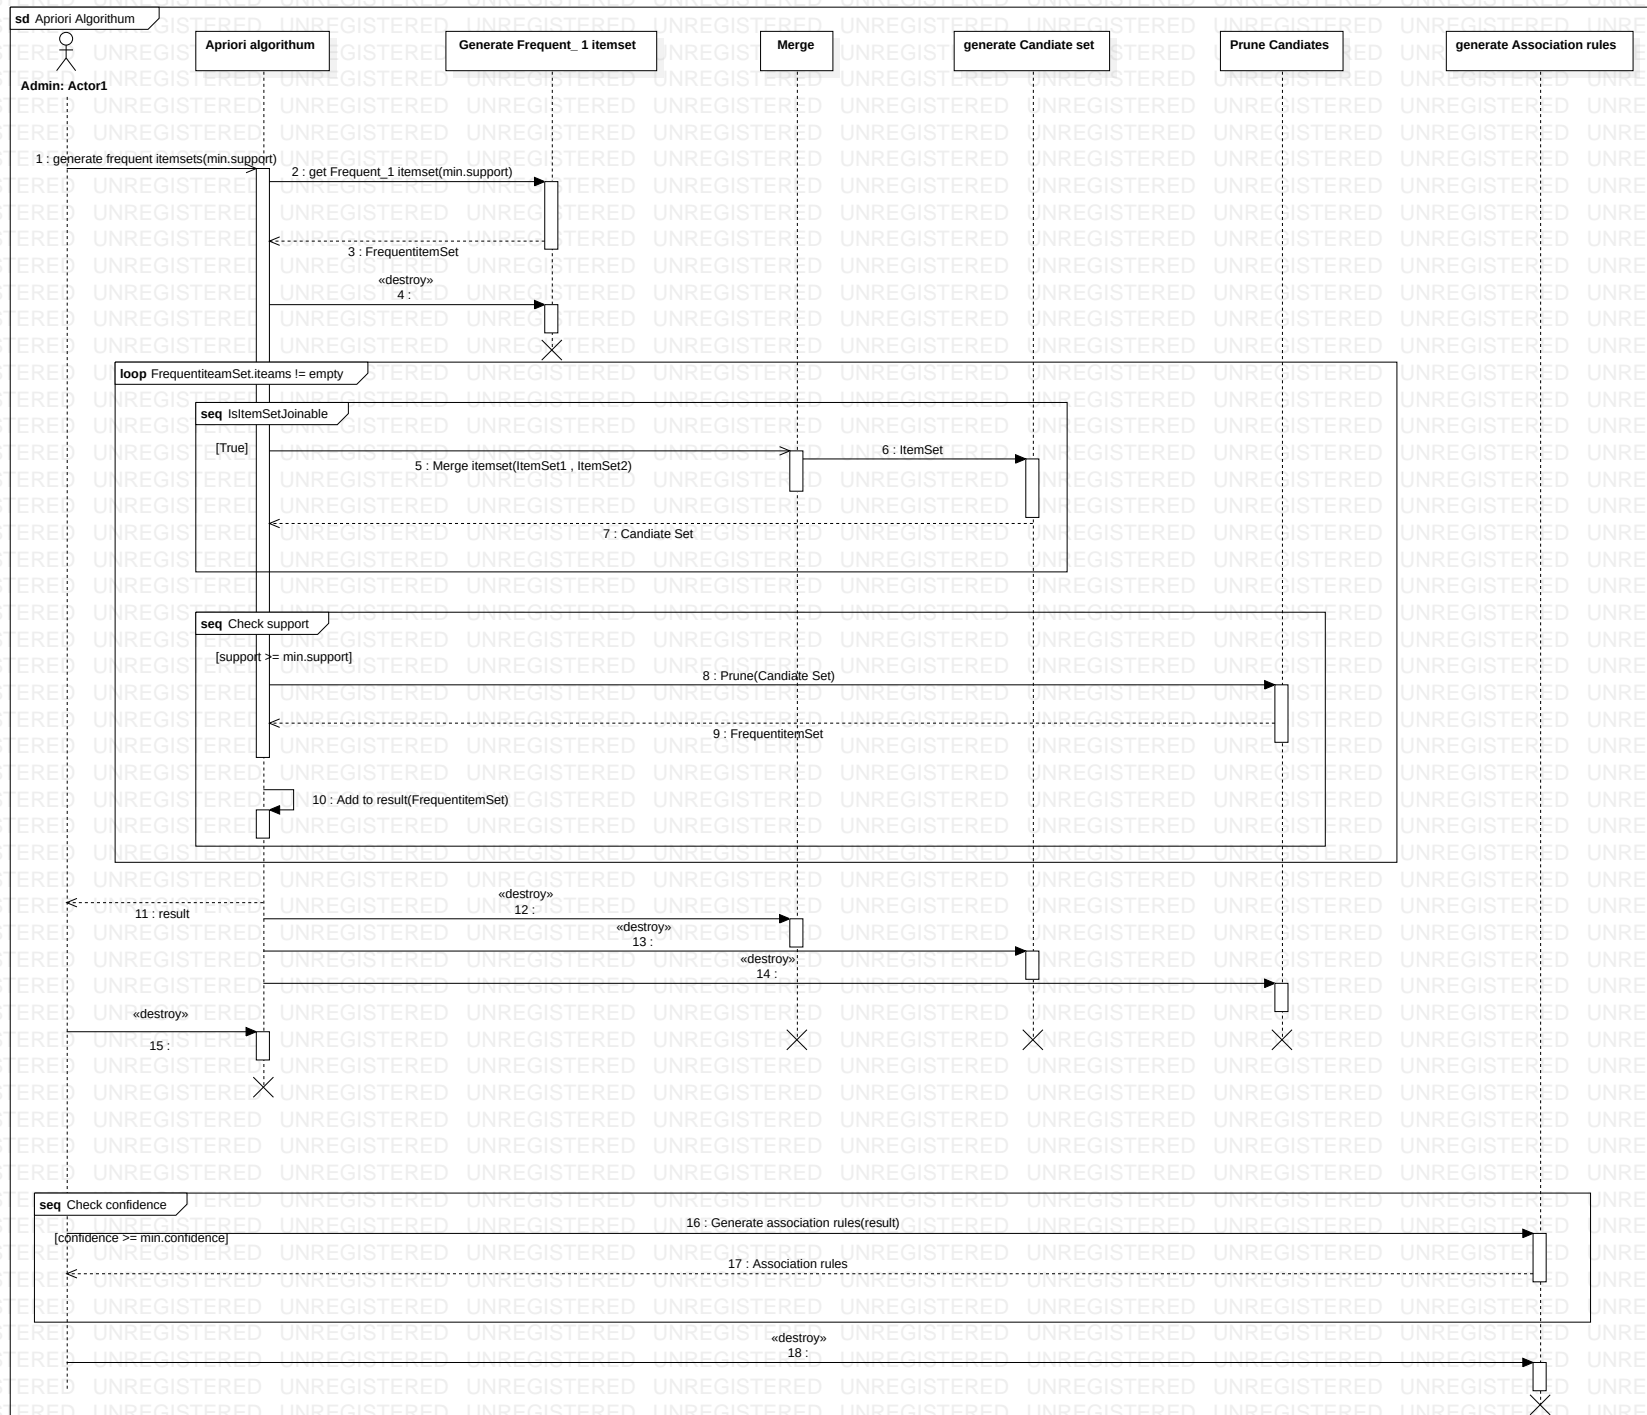 sd Apriori Algorithum
Admin: Actor1
Apriori algorithum
Generate Frequent_ 1 itemset
Merge
generate Candiate set
Prune Candiates
generate Association rules
1 : generate frequent itemsets(min.support)
2 : get Frequent_1 itemset(min.support)
3 : FrequentitemSet
«destroy»
4 :
loop FrequentiteamSet.iteams != empty
seq IsItemSetJoinable
[True]
5 : Merge itemset(ItemSet1 , ItemSet2)
6 : ItemSet
7 : Candiate Set
seq Check support
[support >= min.support]
8 : Prune(Candiate Set)
9 : FrequentitemSet
10 : Add to result(FrequentitemSet)
11 : result
«destroy»
12 :
«destroy»
13 :
«destroy»
14 :
«destroy»
15 :
seq Check confidence
[confidence >= min.confidence]
16 : Generate association rules(result)
17 : Association rules
«destroy»
18 :
UNREGISTERED